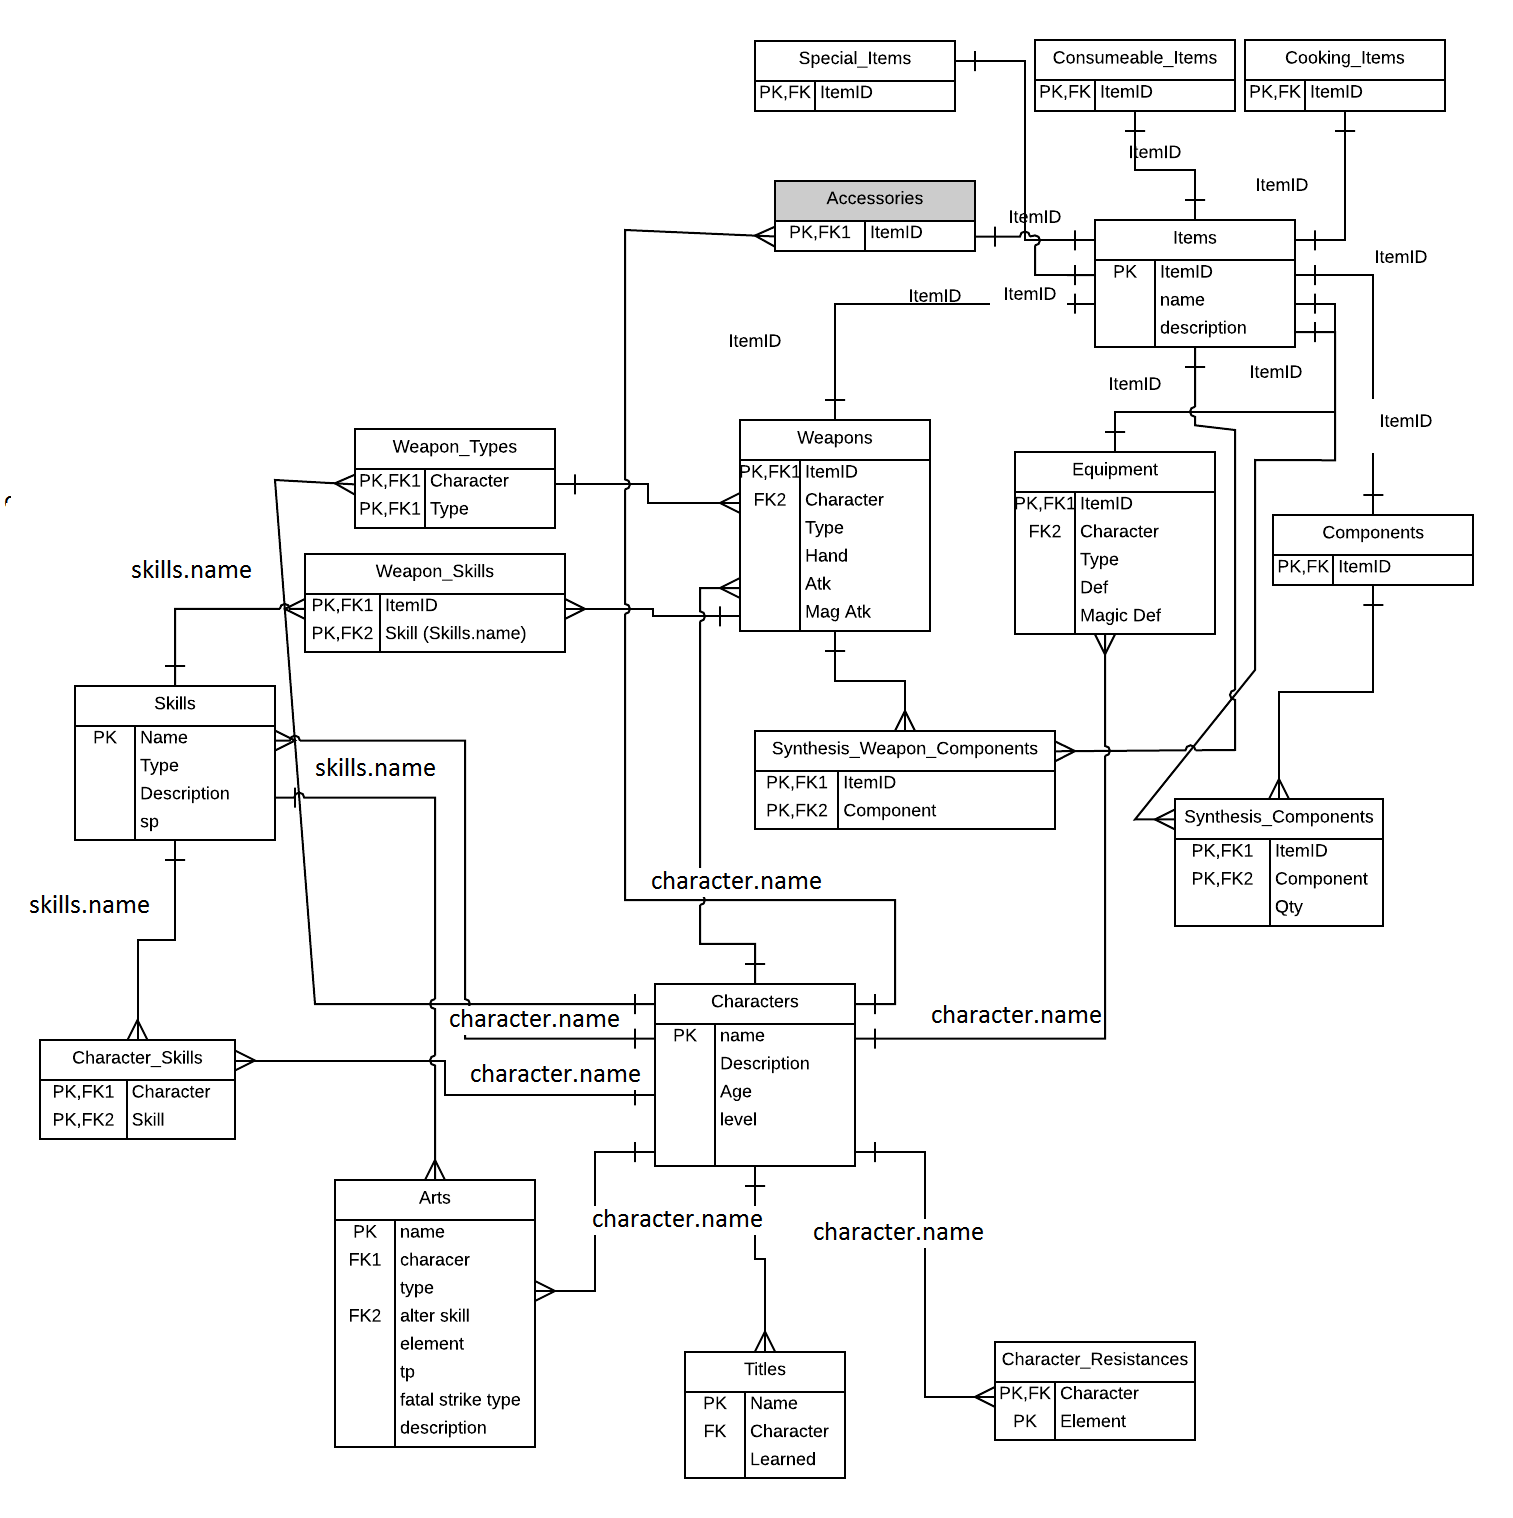 Special_Items
PK,FK ItemID
Consumeable_Items
PK,FK ItemID
Cooking_Items
PK,FK ItemID
ItemID
ItemID
Accessories
PK,FK1 ItemID
ItemID
Items
PK ItemID
name
description
ItemID
ItemID
ItemID
ItemID
ItemID
ItemID
ItemID
Weapon_Types
PK,FK1 Character
PK,FK1 Type
Weapons
PK,FK1 ItemID
FK2 Character
Type
Hand
Atk
Mag Atk
Equipment
PK,FK1 ItemID
FK2 Character
Type
Def
Magic Def
Components
PK,FK ItemID
skills.name
Weapon_Skills
PK,FK1 ItemID
PK,FK2 Skill (Skills.name)
Skills
PK Name
Type
Description
sp
skills.name
Synthesis_Weapon_Components
PK,FK1 ItemID
PK,FK2 Component
Synthesis_Components
PK,FK1 ItemID
PK,FK2 Component
Qty
skills.name
character.name
Characters
PK name
Description
Age
level
character.name
character.name
character.name
Character_Skills
PK,FK1 Character
PK,FK2 Skill
Arts
PK name
FK1 characer
type
FK2 alter skill
element
tp
fatal strike type
description
character.name
character.name
Titles
PK Name
FK Character
Learned
Character_Resistances
PK,FK Character
PK Element